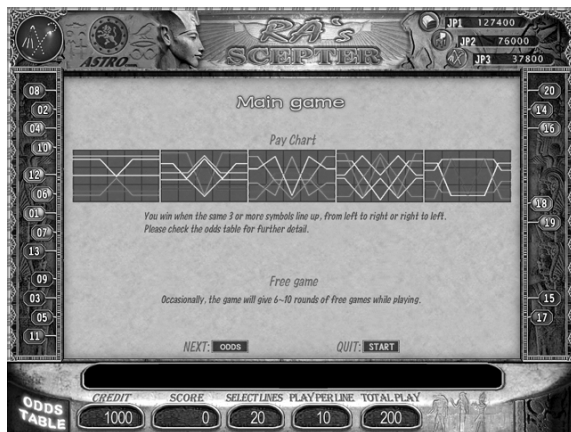 RA's
SCEPTER
ASTRO
JP1 127400
JP2 76000
JP3 37800
08
02
04
10
12
06
01
07
13
09
03
05
11
20
14
16
18
19
15
17
Main game
Pay Chart
You win when the same 3 or more symbols line up, from left to right or right to left.
Please check the odds table for further detail.
Free game
Occasionally, the game will give 6~10 rounds of free games while playing.
NEXT: ODDS QUIT: START
ODDS
TABLE
CREDIT SCORE SELECT LINES PLAY PER LINE TOTAL PLAY
1000 0 20 10 200